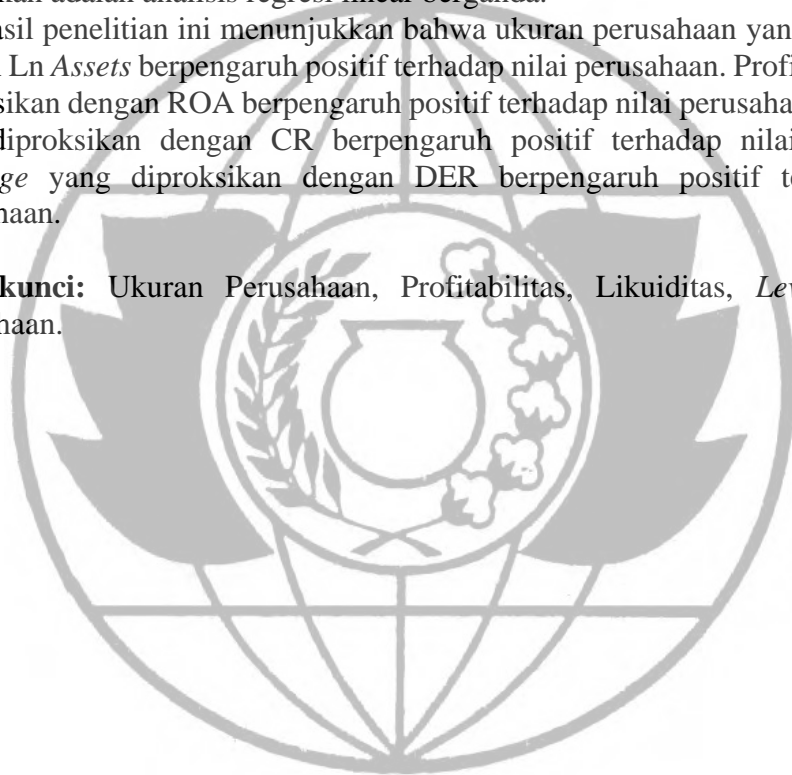 kan adalah analisis regresi linear berganda.
asil penelitian ini menunjukkan bahwa ukuran perusahaan yan
Ln Assets berpengaruh positif terhadap nilai perusahaan. Profi
sikan dengan ROA berpengaruh positif terhadap nilai perusaha
diproksikan dengan CR berpengaruh positif terhadap nilai
ge yang diproksikan dengan DER berpengaruh positif te
haan.
kunci: Ukuran Perusahaan, Profitabilitas, Likuiditas, Lev
haan.